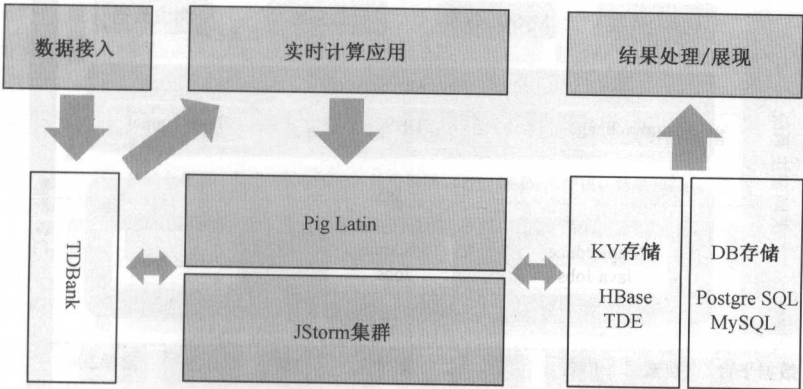 数据接入
实时计算应用
结果处理/展现
TDBank
Pig Latin
JStorm集群
KV存储
HBase
TDE
DB存储
Postgre SQL
MySQL